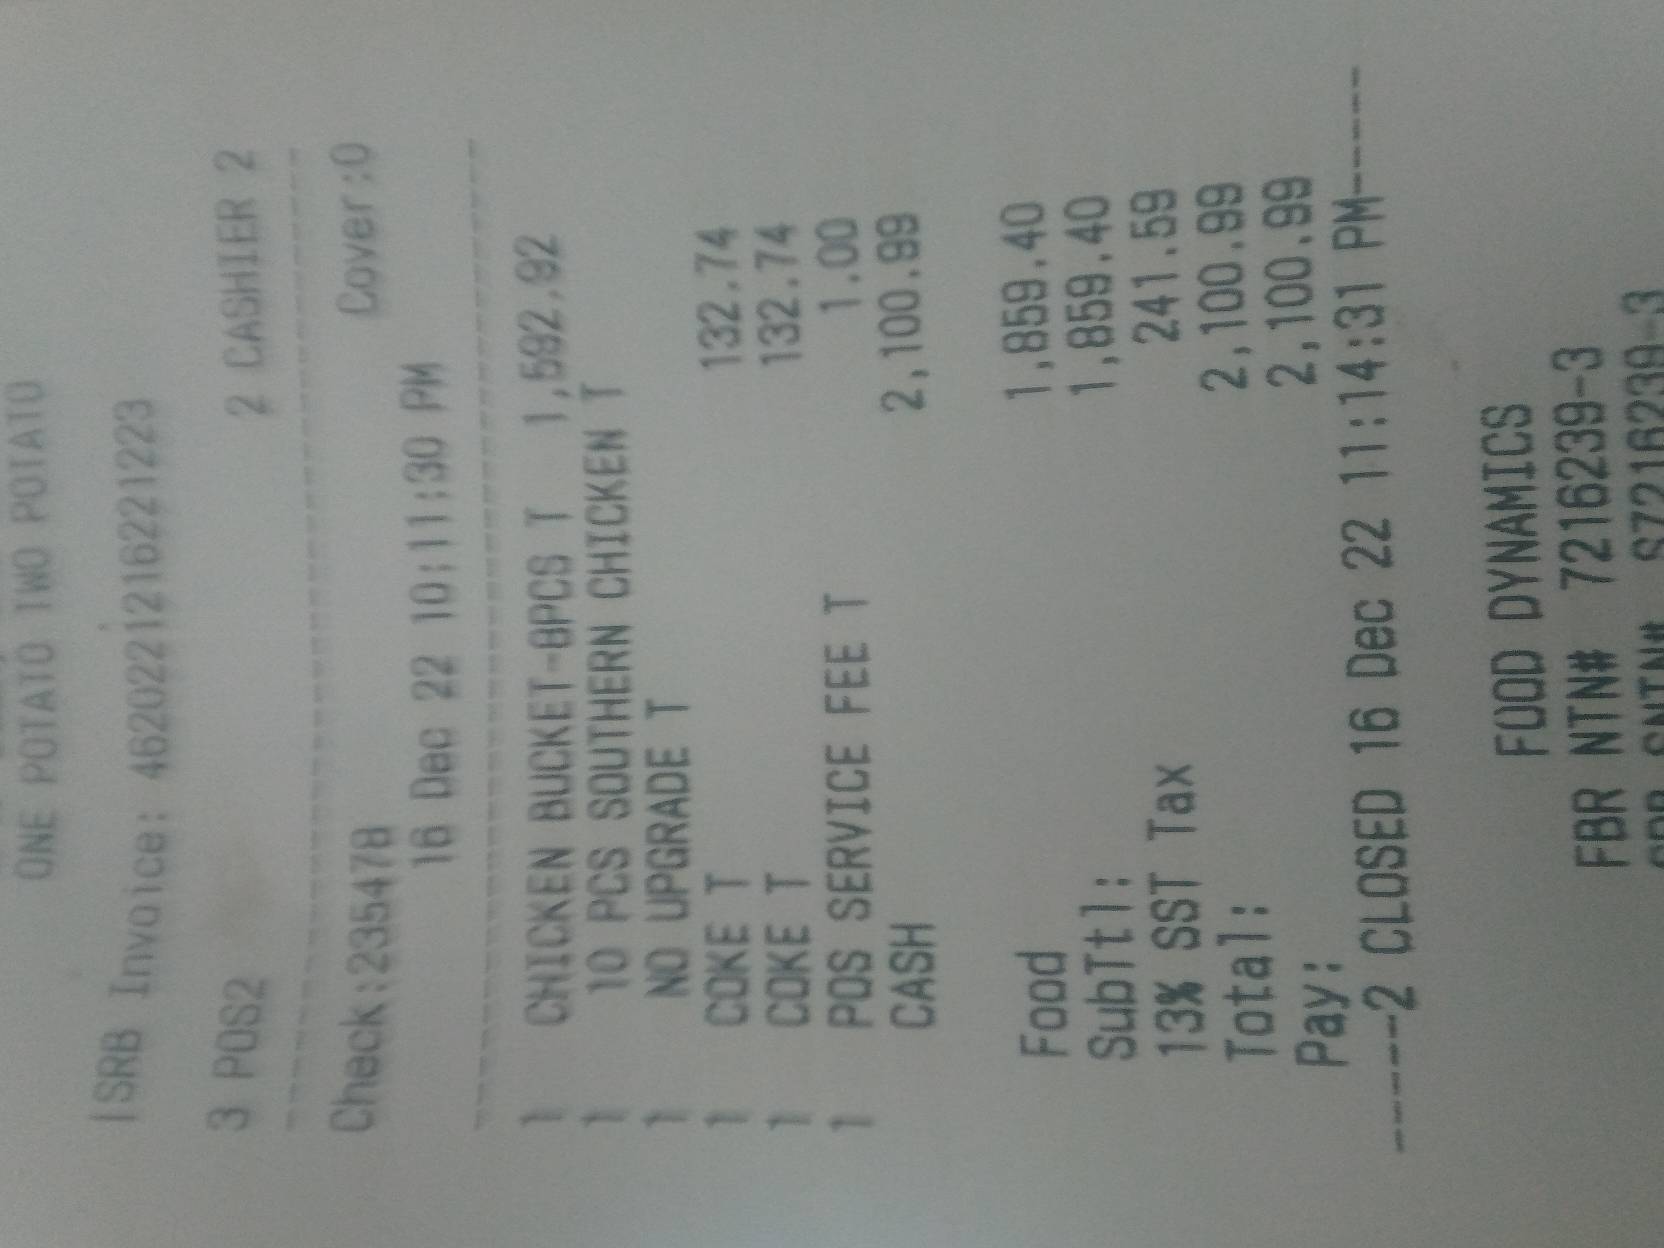 ONE POTATO TWO POTATO
SRB Invoice: 46202212121622121223
3 POS2 2 CASHIER 2
Check:235478 Cover:0
16 Dec 22 10:11:30 PM
1 CHICKEN BUCKET-8PCS T 1,592.92
1 10 PCS SOUTHERN CHICKEN T
1 NO UPGRADE T
1 COKE T 132.74
1 COKE T 132.74
1 POS SERVICE FEE T 1.00
CASH 2,100.99
Food 1,859.40
SubTtl: 1,859.40
13% SST Tax 241.59
Total: 2,100.99
Pay: 2,100.99
-----2 CLOSED 16 Dec 22 11:14:31 PM-----
FOOD DYNAMICS
FBR NTN# 7216239-3
SRB SNTN# S7216239-3